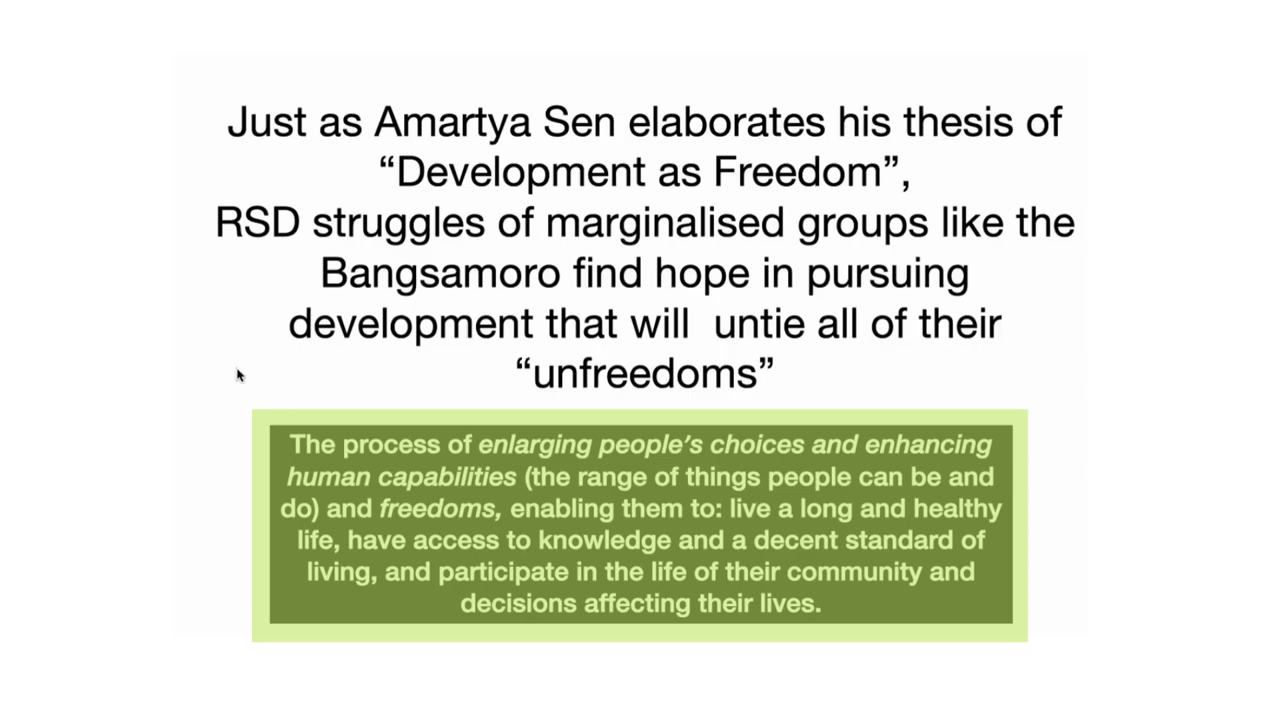 Just as Amartya Sen elaborates his thesis of
“Development as Freedom”,
RSD struggles of marginalised groups like the
Bangsamoro find hope in pursuing
development that will  untie all of their
“unfreedoms”
The process of enlarging people’s choices and enhancing
human capabilities (the range of things people can be and
do) and freedoms, enabling them to: live a long and healthy
life, have access to knowledge and a decent standard of
living, and participate in the life of their community and
decisions affecting their lives.